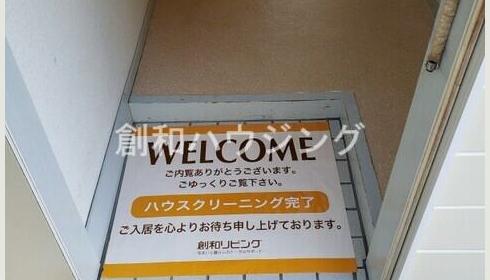 創和ハウジング
WELCOME
ご内覧ありがとうございます。
ごゆっくりご覧下さい。
ハウスクリーニング完了
ご入居を心よりお待ち申し上げております。
創和リビング